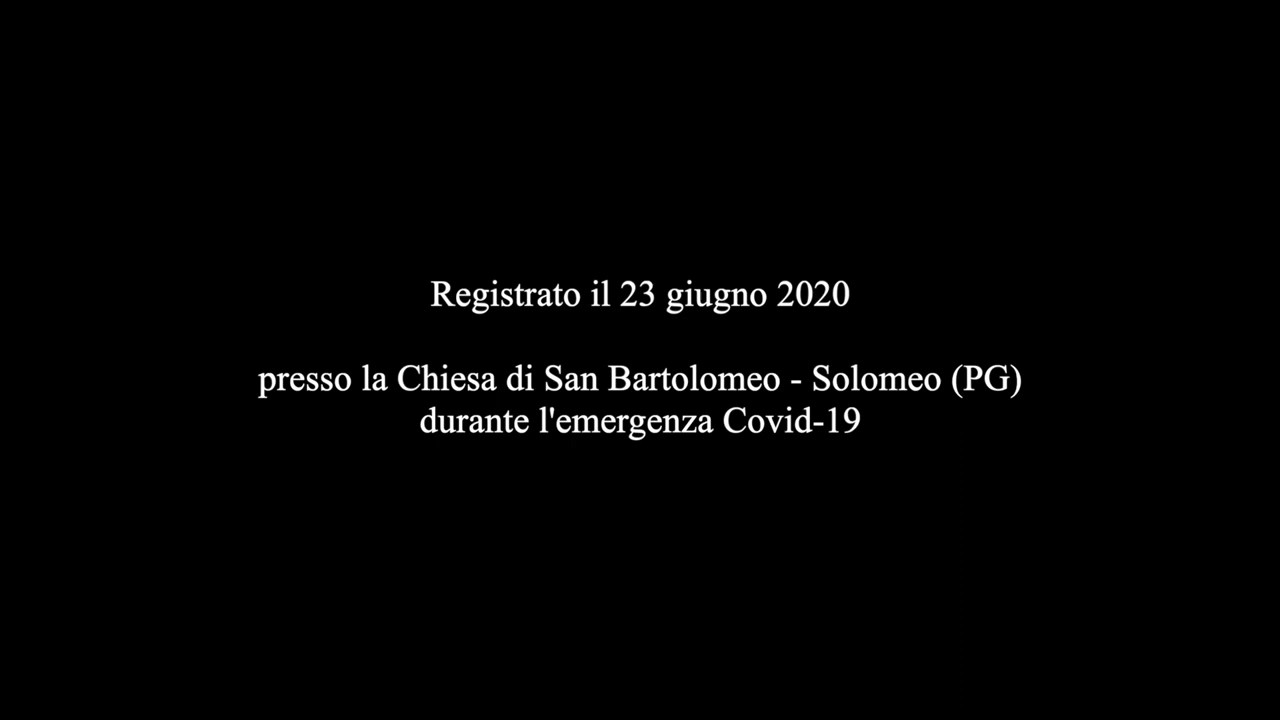 Registrato il 23 giugno 2020
presso la Chiesa di San Bartolomeo - Solomeo (PG)
durante l'emergenza Covid-19